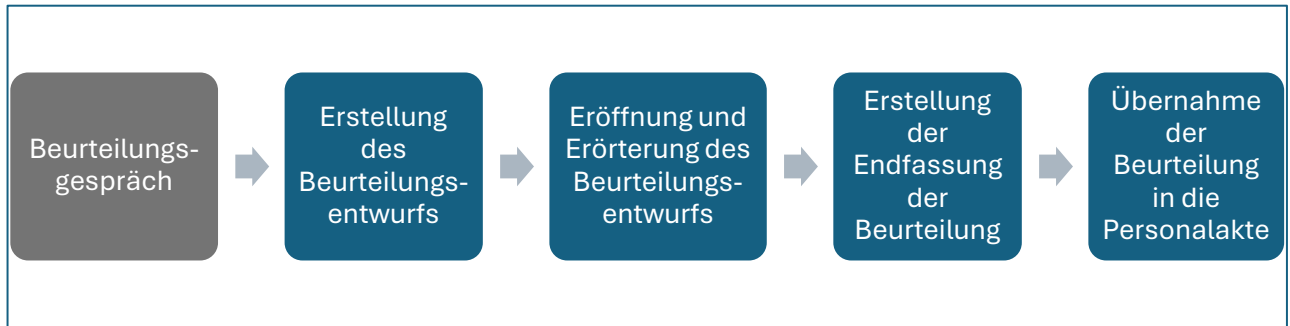 Beurteilungs-
gespräch
Erstellung
des
Beurteilungs-
entwurfs
Eröffnung und
Erörterung des
Beurteilungs-
entwurfs
Erstellung
der
Endfassung
der
Beurteilung
Übernahme
der
Beurteilung
in die
Personalakte